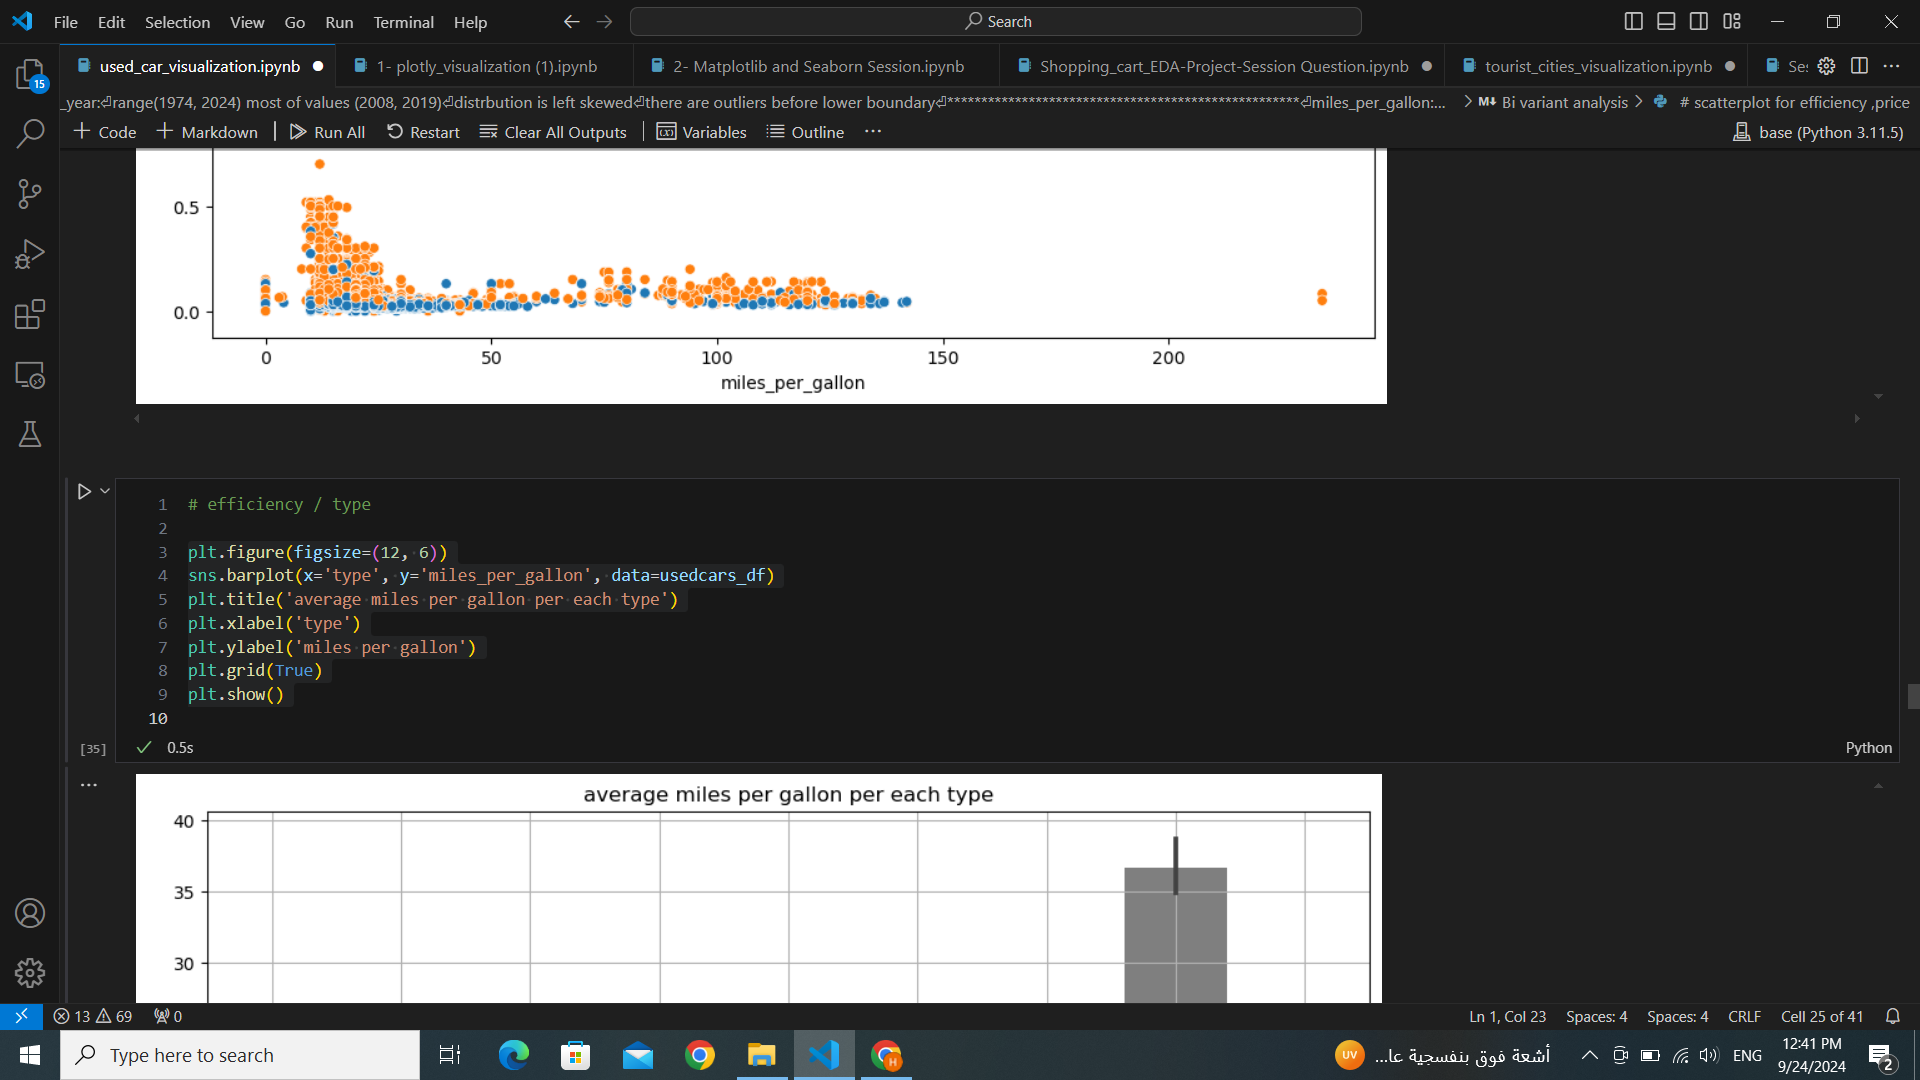 File Edit Selection View Go Run Terminal Help
Search
used_car_visualization.ipynb
1- plotly_visualization (1).ipynb
2- Matplotlib and Seaborn Session.ipynb
Shopping_cart_EDA-Project-Session Question.ipynb
tourist_cities_visualization.ipynb
Se
15
_year:⏎range(1974, 2024) most of values (2008, 2019)⏎distrbution is left skewed⏎there are outliers before lower boundary⏎****************************************************⏎miles_per_gallon:... > M↓ Bi variant analysis > # scatterplot for efficiency ,price
+ Code + Markdown | Run All Restart Clear All Outputs | Variables Outline ...
base (Python 3.11.5)
0.5
0.0
0 50 100 150 200
miles_per_gallon
1 # efficiency / type
2
3 plt.figure(figsize=(12, 6))
4 sns.barplot(x='type', y='miles_per_gallon', data=usedcars_df)
5 plt.title('average miles per gallon per each type')
6 plt.xlabel('type')
7 plt.ylabel('miles per gallon')
8 plt.grid(True)
9 plt.show()
10
[35] 0.5s Python
...
average miles per gallon per each type
40
35
30
13 69 0
Ln 1, Col 23 Spaces: 4 Spaces: 4 CRLF Cell 25 of 41
Type here to search
UV
أشعة فوق بنفسجية عا...
ENG
12:41 PM
9/24/2024
2